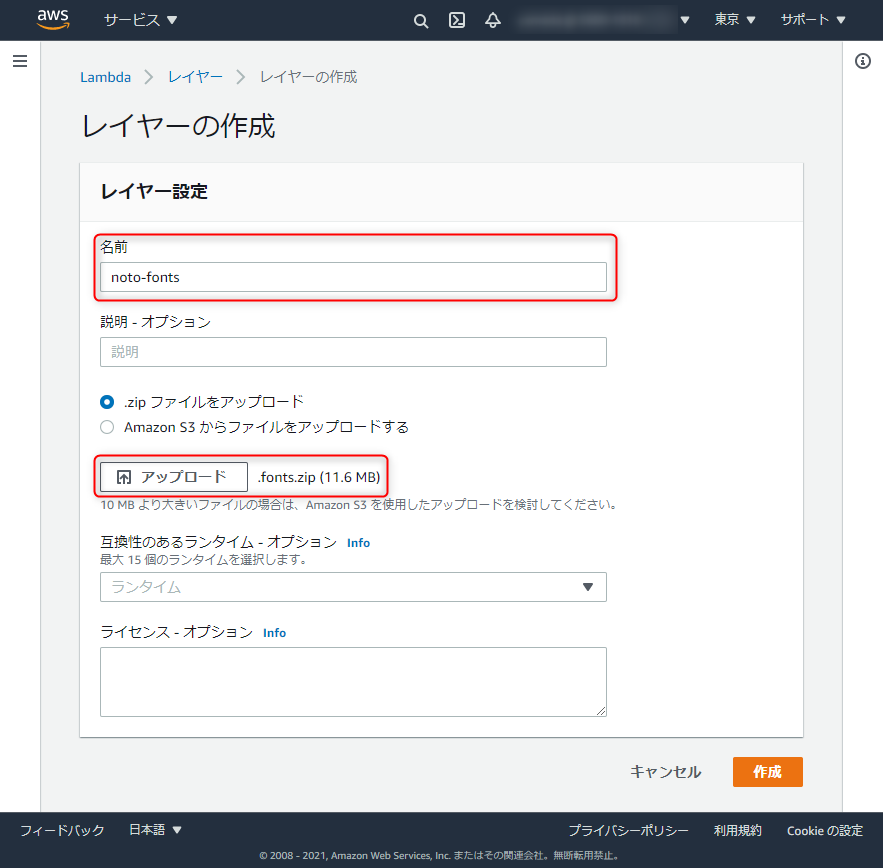 aws サービス 東京 サポート
Lambda レイヤー レイヤーの作成
レイヤーの作成
レイヤー設定
名前
noto-fonts
説明 - オプション
説明
.zip ファイルをアップロード
Amazon S3 からファイルをアップロードする
アップロード .fonts.zip (11.6 MB)
10 MB より大きいファイルの場合は、Amazon S3 を使用したアップロードを検討してください。
互換性のあるランタイム - オプション Info
最大 15 個のランタイムを選択します。
ランタイム
ライセンス - オプション Info
キャンセル 作成
フィードバック 日本語 プライバシーポリシー 利用規約 Cookie の設定
© 2008 - 2021, Amazon Web Services, Inc. またはその関連会社。無断転用禁止。